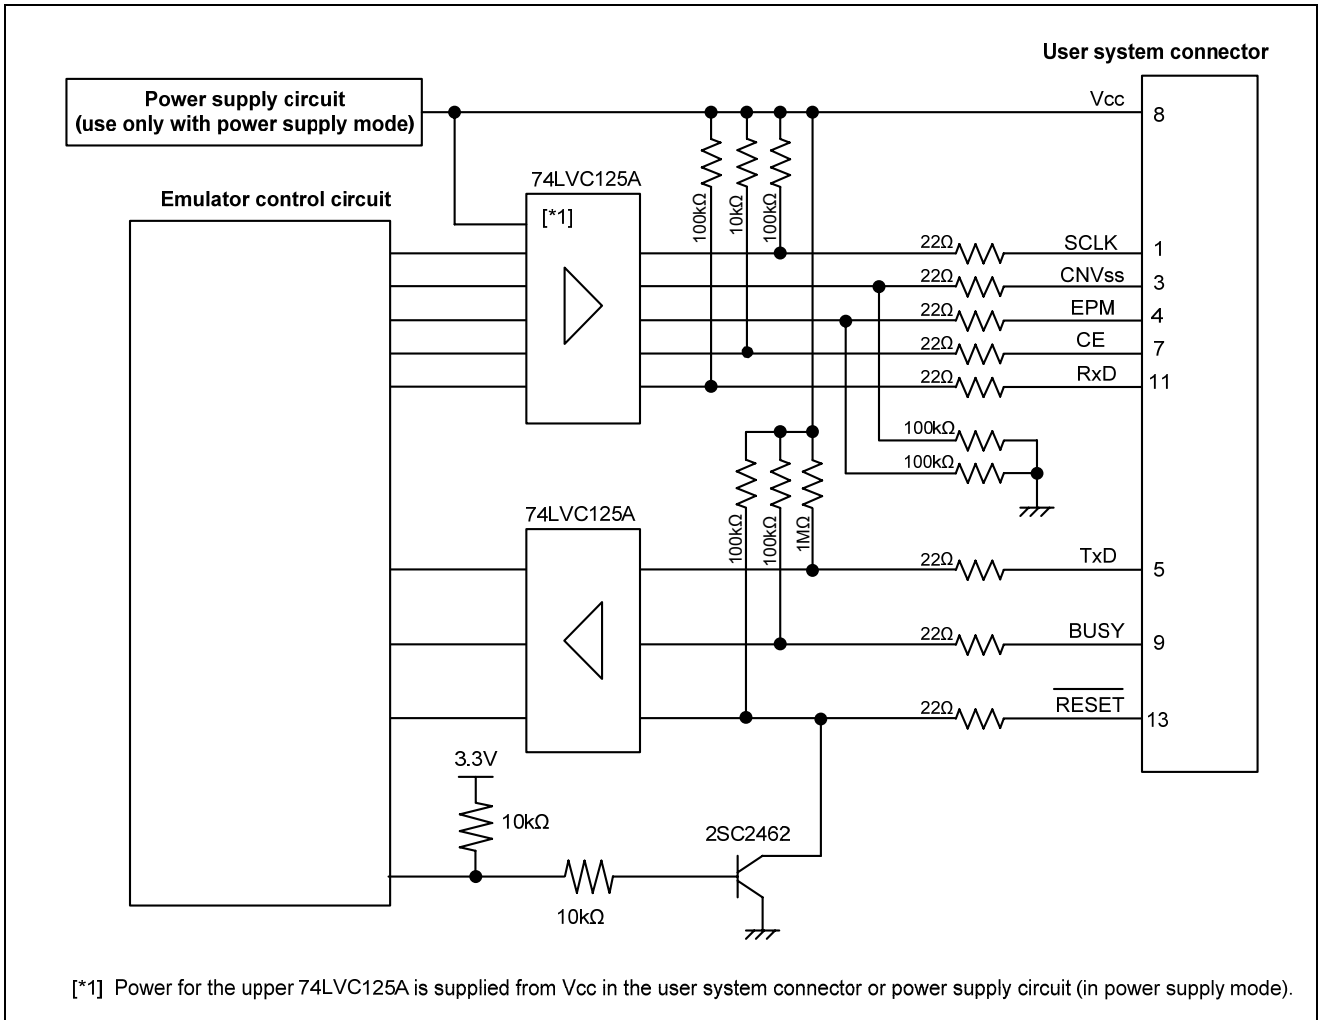 User system connector
Power supply circuit
(use only with power supply mode)
Vcc
8
74LVC125A
[*1]
Emulator control circuit
100kΩ
10kΩ
100kΩ
22Ω
SCLK
1
22Ω
CNVss
3
22Ω
EPM
4
22Ω
CE
7
22Ω
RxD
11
100kΩ
100kΩ
74LVC125A
100kΩ
100kΩ
1MΩ
22Ω
TxD
5
22Ω
BUSY
9
22Ω
RESET
13
3.3V
10kΩ
2SC2462
10kΩ
[*1] Power for the upper 74LVC125A is supplied from Vcc in the user system connector or power supply circuit (in power supply mode).